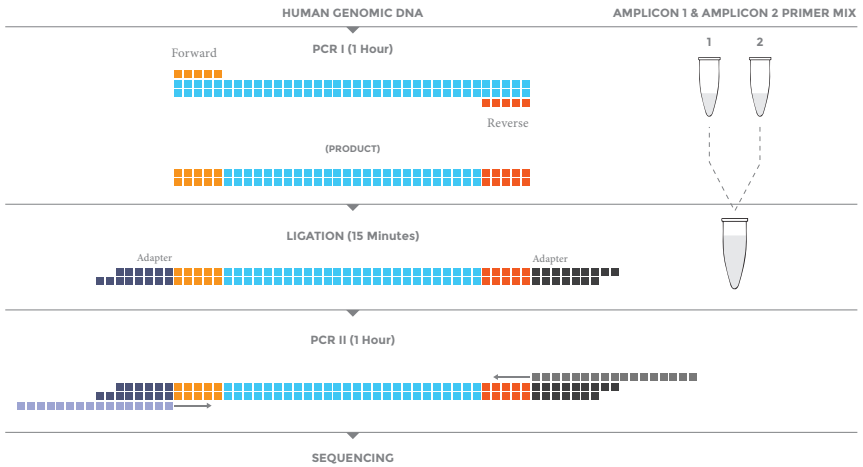 HUMAN GENOMIC DNA
AMPLICON 1 & AMPLICON 2 PRIMER MIX
PCR I (1 Hour)
1
2
Forward
Reverse
(PRODUCT)
LIGATION (15 Minutes)
Adapter
Adapter
PCR II (1 Hour)
SEQUENCING